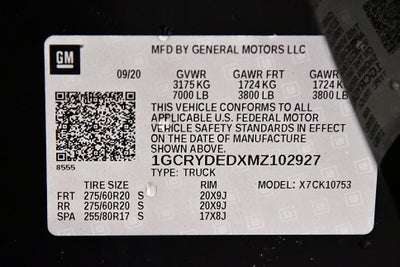 GM
MFD BY GENERAL MOTORS LLC
09/20 GVWR GAWR FRT GAWR
3175 KG 1724 KG 1724 KG
7000 LB 3800 LB 3800 LB
THIS VEHICLE CONFORMS TO ALL
APPLICABLE U.S. FEDERAL MOTOR
VEHICLE SAFETY STANDARDS IN EFFECT
ON THE DATE OF MANUFACTURE
SHOWN ABOVE.
8555
1GCRYDEDXMZ102927
TYPE: TRUCK
TIRE SIZE RIM MODEL: X7CK10753
FRT 275/60R20 S 20X9J
RR 275/60R20 S 20X9J
SPA 255/80R17 S 17X8J